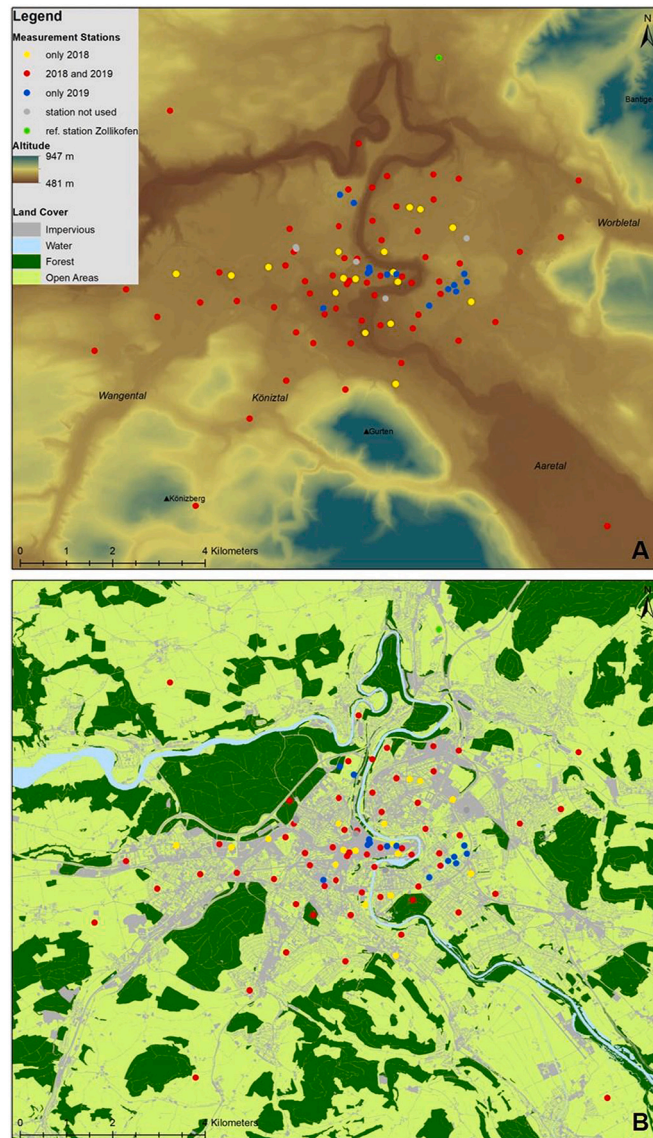 Legend
N
Measurement Stations
only 2018
2018 and 2019
only 2019
station not used
ref. station Zollikofen
Altitude
947 m
481 m
Land Cover
Impervious
Water
Forest
Open Areas
Bantige
Worbletal
Wangental
Köniztal
▲Gurten
Aaretal
▲Könizberg
0 1 2 4 Kilometers
A
N
0 1 2 4 Kilometers
B